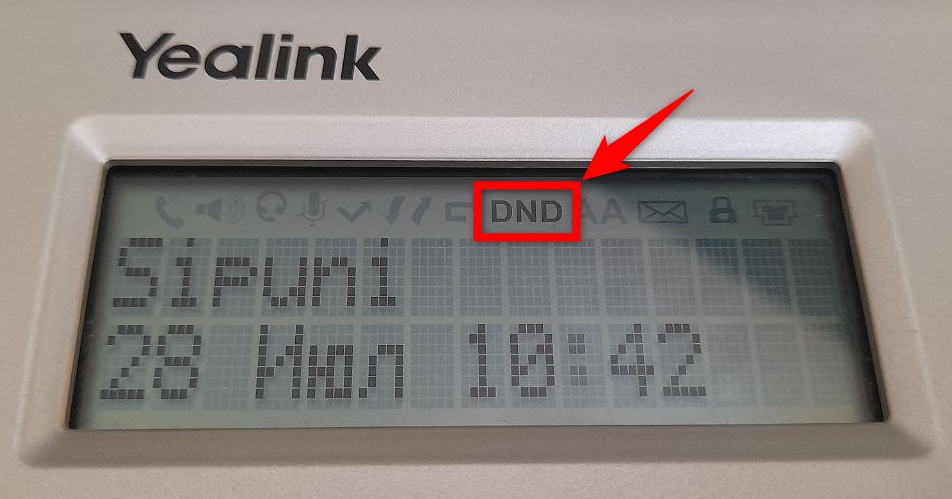 Yealink
DND AA
Sipuni
28 Июл 10:42